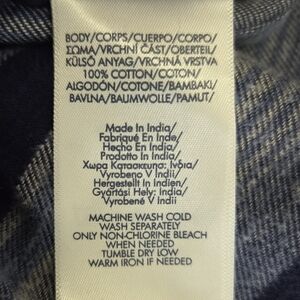 BODY/CORPS/CUERPO/CORPO/
ΣΩΜΑ/VRCHNÍ ČÁST/OBERTEIL/
KÜLSŐ ANYAG/VRCHNÁ VRSTVA
100% COTTON/COTON/
ALGODÓN/COTONE/BAMBAKI/
BAVLNA/BAUMWOLLE/PAMUT/
Made In India/
Fabriqué En Inde/
Hecho En India/
Prodotto In India/
Χωρα Κατασκευης: Ινδια/
Vyrobeno V Indii/
Hergestellt In Indien/
Gyártási Hely: India/
Vyrobené V Indii
MACHINE WASH COLD
WASH SEPARATELY
ONLY NON-CHLORINE BLEACH
WHEN NEEDED
TUMBLE DRY LOW
WARM IRON IF NEEDED